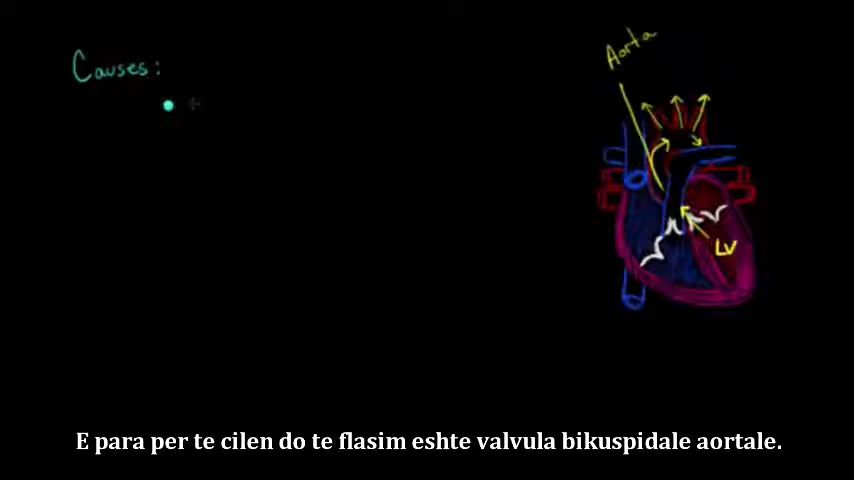 Causes:
Aorta
LV
E para per te cilen do te flasim eshte valvula bikuspidale aortale.